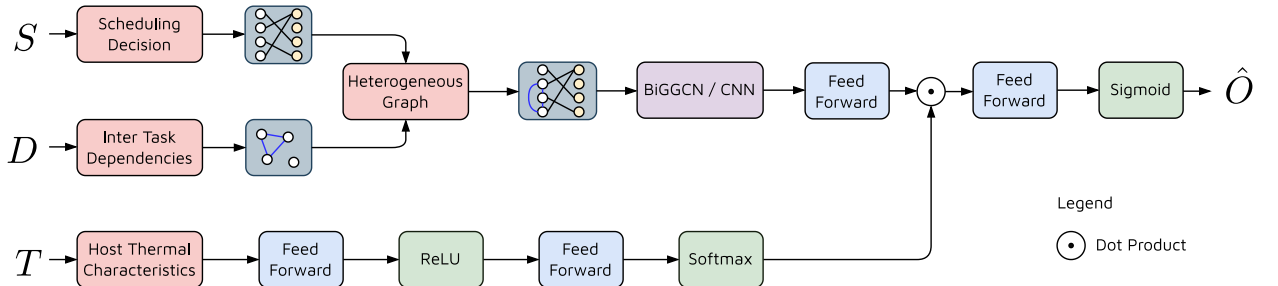 S
Scheduling
Decision
Heterogeneous
Graph
BiGGCN / CNN
Feed
Forward
Feed
Forward
Sigmoid
Ô
D
Inter Task
Dependencies
T
Host Thermal
Characteristics
Feed
Forward
ReLU
Feed
Forward
Softmax
Legend
Dot Product